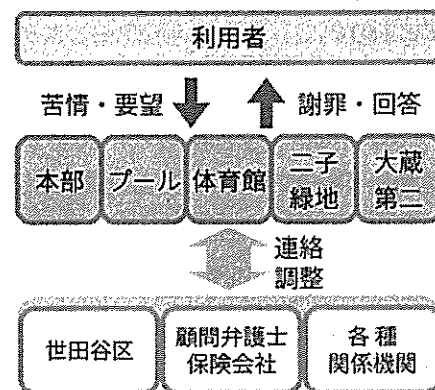 利用者
苦情・要望 謝罪・回答
本部 プール 体育館 二子緑地 大蔵第二
連絡
調整
世田谷区 顧問弁護士 各種
保険会社 関係機関